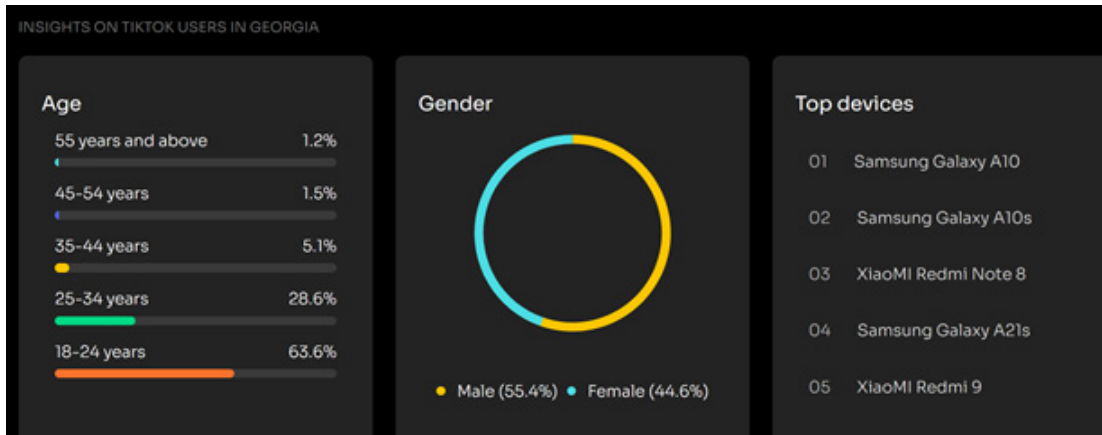 INSIGHTS ON TIKTOK USERS IN GEORGIA
Age
55 years and above 1.2%
45-54 years 1.5%
35-44 years 5.1%
25-34 years 28.6%
18-24 years 63.6%
Gender
Male (55.4%) Female (44.6%)
Top devices
01 Samsung Galaxy A10
02 Samsung Galaxy A10s
03 XiaoMI Redmi Note 8
04 Samsung Galaxy A21s
05 XiaoMI Redmi 9